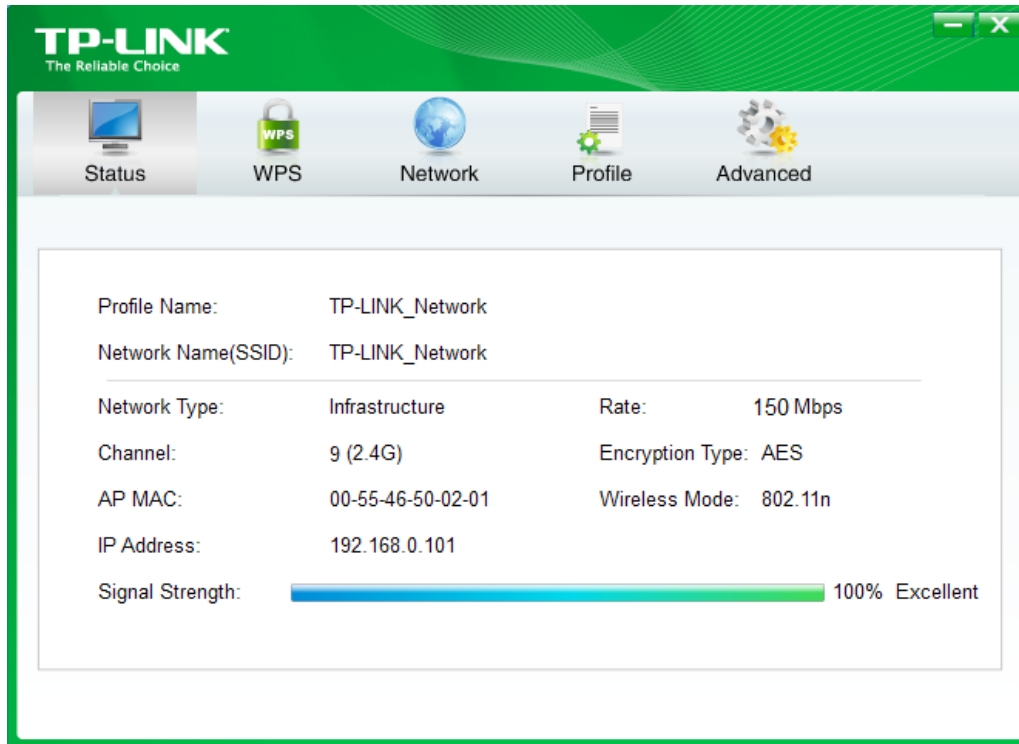 TP-LINK
The Reliable Choice
– X
WPS
Status WPS Network Profile Advanced
Profile Name: TP-LINK_Network
Network Name(SSID): TP-LINK_Network
Network Type: Infrastructure Rate: 150 Mbps
Channel: 9 (2.4G) Encryption Type: AES
AP MAC: 00-55-46-50-02-01 Wireless Mode: 802.11n
IP Address: 192.168.0.101
Signal Strength: 100% Excellent